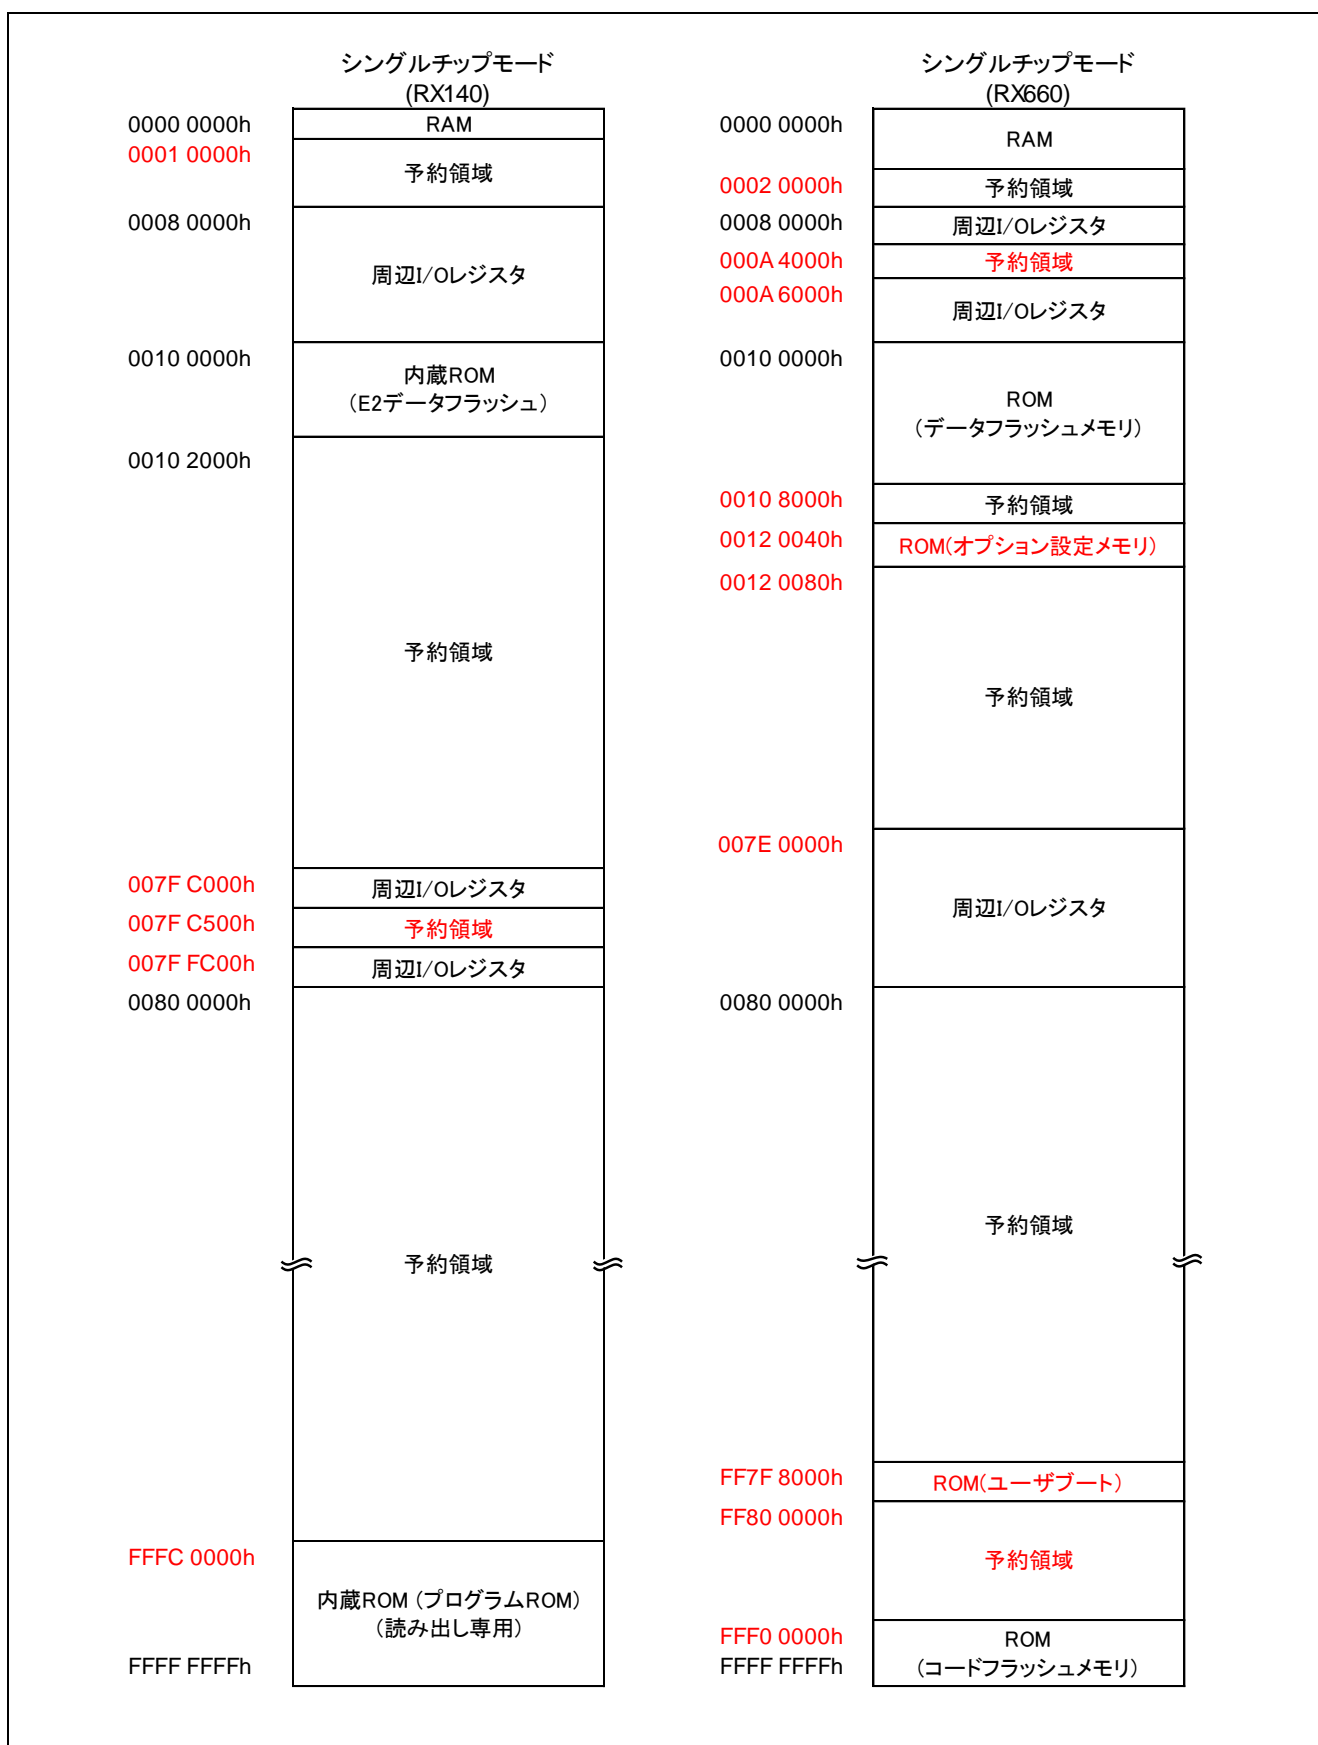 シングルチップモード
(RX140)
0000 0000h
RAM
0001 0000h
予約領域
0008 0000h
周辺I/Oレジスタ
0010 0000h
内蔵ROM
(E2データフラッシュ)
0010 2000h
予約領域
007F C000h
周辺I/Oレジスタ
007F C500h
予約領域
007F FC00h
周辺I/Oレジスタ
0080 0000h
予約領域
FFFC 0000h
内蔵ROM (プログラムROM)
(読み出し専用)
FFFF FFFFh
シングルチップモード
(RX660)
0000 0000h
RAM
0002 0000h
予約領域
0008 0000h
周辺I/Oレジスタ
000A 4000h
予約領域
000A 6000h
周辺I/Oレジスタ
0010 0000h
ROM
(データフラッシュメモリ)
0010 8000h
予約領域
0012 0040h
ROM(オプション設定メモリ)
0012 0080h
予約領域
007E 0000h
周辺I/Oレジスタ
0080 0000h
予約領域
FF7F 8000h
ROM(ユーザブート)
FF80 0000h
予約領域
FFF0 0000h
ROM
(コードフラッシュメモリ)
FFFF FFFFh